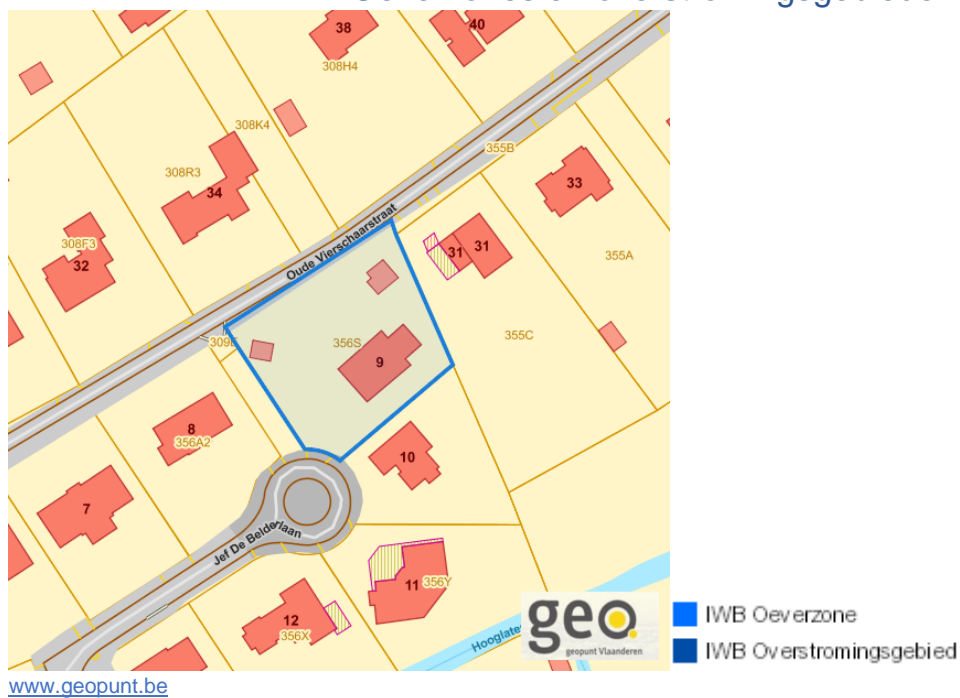 38
40
308H4
308K4
355B
308R3
34
33
Oude Vierschaarstraat
308F3
32
31
31
355A
356S
355C
9
8
356A2
10
7
Jef De Belderlaan
11
356Y
12
356X
geo
geopunt Vlaanderen
IWB Oeverzone
IWB Overstromingsgebied
www.geopunt.be